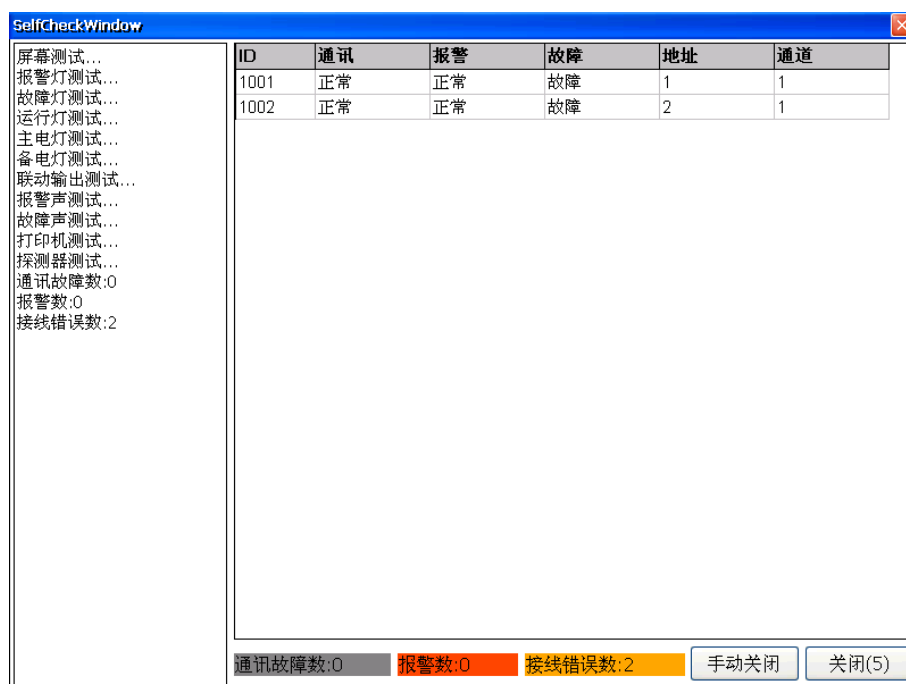 SelfCheckWindow
屏幕测试...
报警灯测试...
故障灯测试...
运行灯测试...
主电灯测试...
备电灯测试...
联动输出测试...
报警声测试...
故障声测试...
打印机测试...
探测器测试...
通讯故障数:0
报警数:0
接线错误数:2
ID 通讯 报警 故障 地址 通道
1001 正常 正常 故障 1 1
1002 正常 正常 故障 2 1
通讯故障数:0 报警数:0 接线错误数:2 手动关闭 关闭(5)